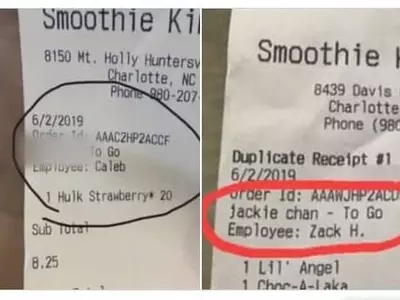 Smoothie Ki
8150 Mt. Holly Huntersv
Charlotte, NC
Phone 980-207-
6/2/2019
Order Id: AAAC2HP2ACCF
To Go
Employee: Caleb
1 Hulk Strawberry* 20
Sub Total
8.25
Smoothie K
8439 Davis
Charlotte
Phone (980
Duplicate Receipt #1
6/2/2019
Order Id: AAAWJHP2ACD
jackie chan - To Go
Employee: Zack H.
1 Lil' Angel
1 Choc-A-Laka